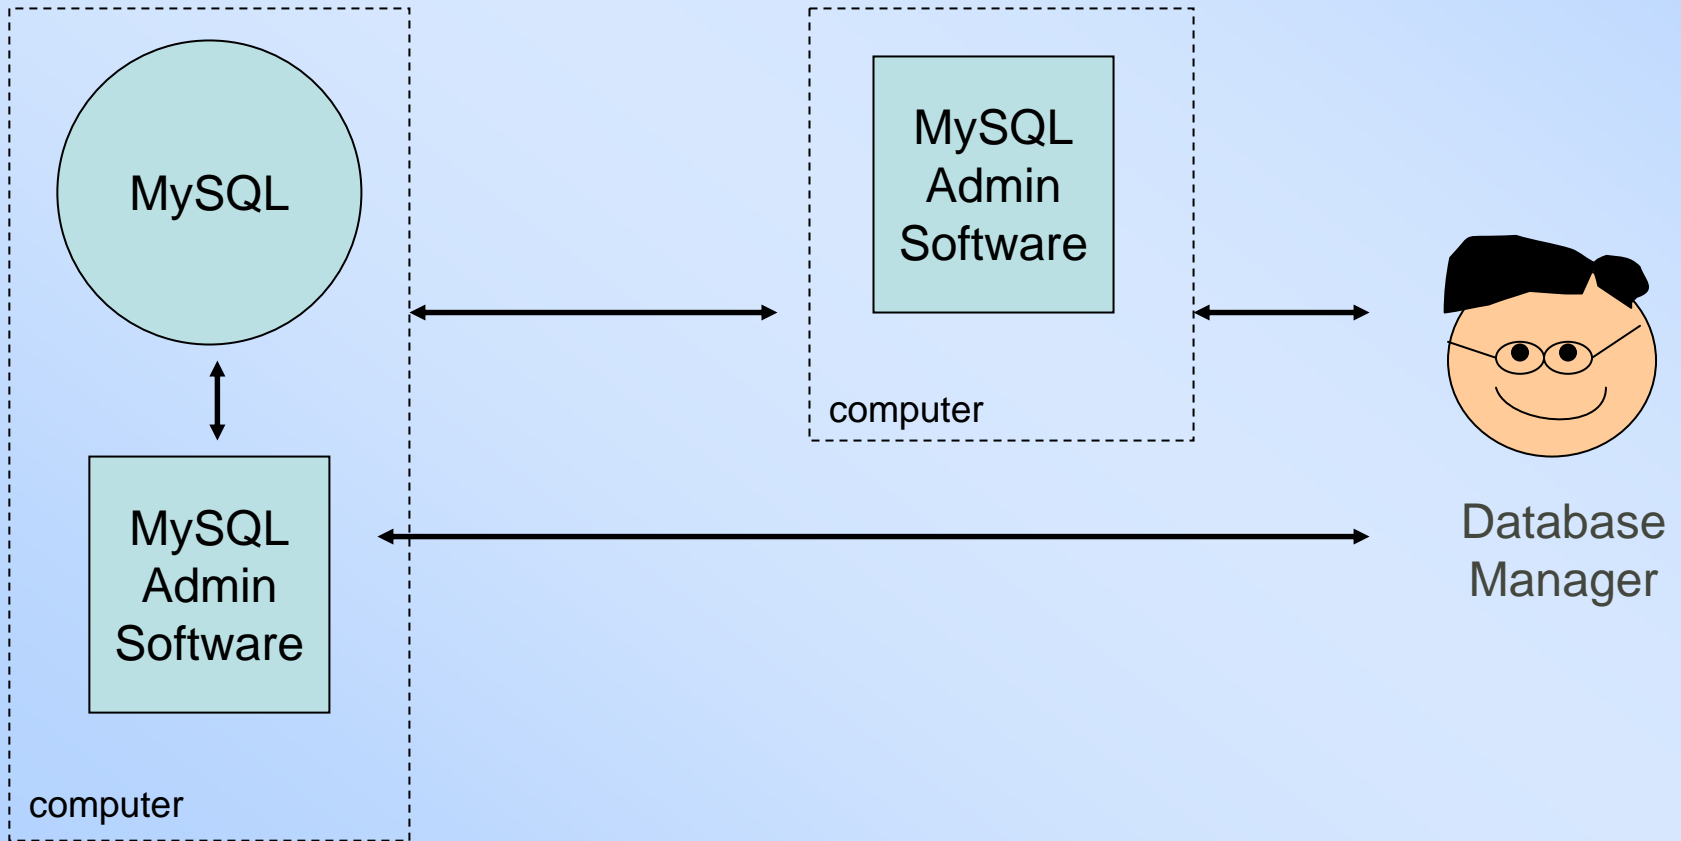 MySQL
MySQL
Admin
Software
computer
MySQL
Admin
Software
computer
Database
Manager